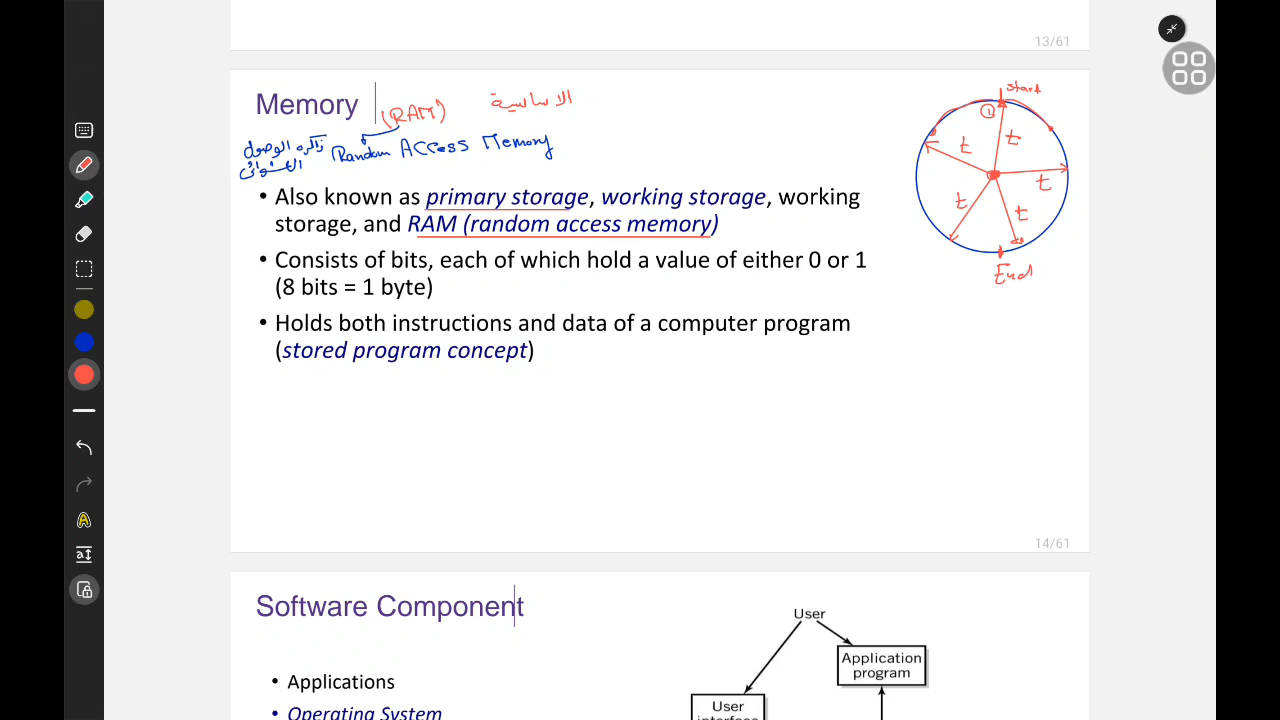 13/61
Memory
(RAM)
الاساسية
ذاكره الوصول
العشوائى
Random Access Memory
• Also known as primary storage, working storage, working
storage, and RAM (random access memory)
• Consists of bits, each of which hold a value of either 0 or 1
(8 bits = 1 byte)
• Holds both instructions and data of a computer program
(stored program concept)
start
1
t
t
t
t
t
End
14/61
Software Component
• Applications
• Operating System
User
Application
program
User
interface